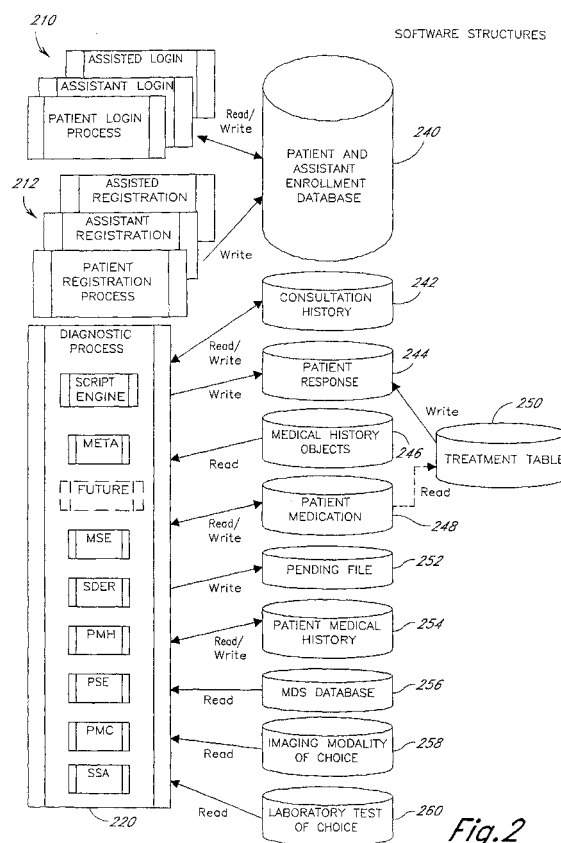 SOFTWARE STRUCTURES
210
ASSISTED LOGIN
ASSISTANT LOGIN
PATIENT LOGIN
PROCESS
Read/
Write
PATIENT AND
ASSISTANT
ENROLLMENT
DATABASE
240
212
ASSISTED
REGISTRATION
ASSISTANT
REGISTRATION
PATIENT
REGISTRATION
PROCESS
Write
DIAGNOSTIC
PROCESS
Read/
Write
CONSULTATION
HISTORY
242
SCRIPT
ENGINE
Write
PATIENT
RESPONSE
244
Write
250
TREATMENT TABLE
META
Read
MEDICAL HISTORY
OBJECTS
246
Read
FUTURE
Read/
Write
PATIENT
MEDICATION
248
MSE
SDER
Write
PENDING FILE
252
PMH
Read/
Write
PATIENT MEDICAL
HISTORY
254
PSE
Read
MDS DATABASE
256
PMC
Read
IMAGING MODALITY
OF CHOICE
258
SSA
Read
LABORATORY TEST
OF CHOICE
260
220
Fig.2